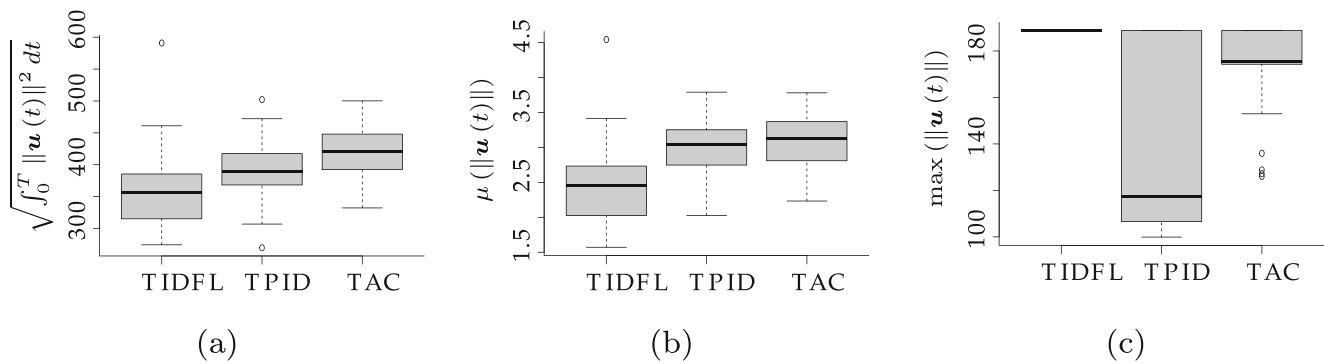 √∫₀ᵀ ||u (t)||² dt
600
500
400
300
TIDFL TPID TAC
(a)
μ (||u (t)||)
4.5
3.5
2.5
1.5
TIDFL TPID TAC
(b)
max (||u (t)||)
180
140
100
TIDFL TPID TAC
(c)